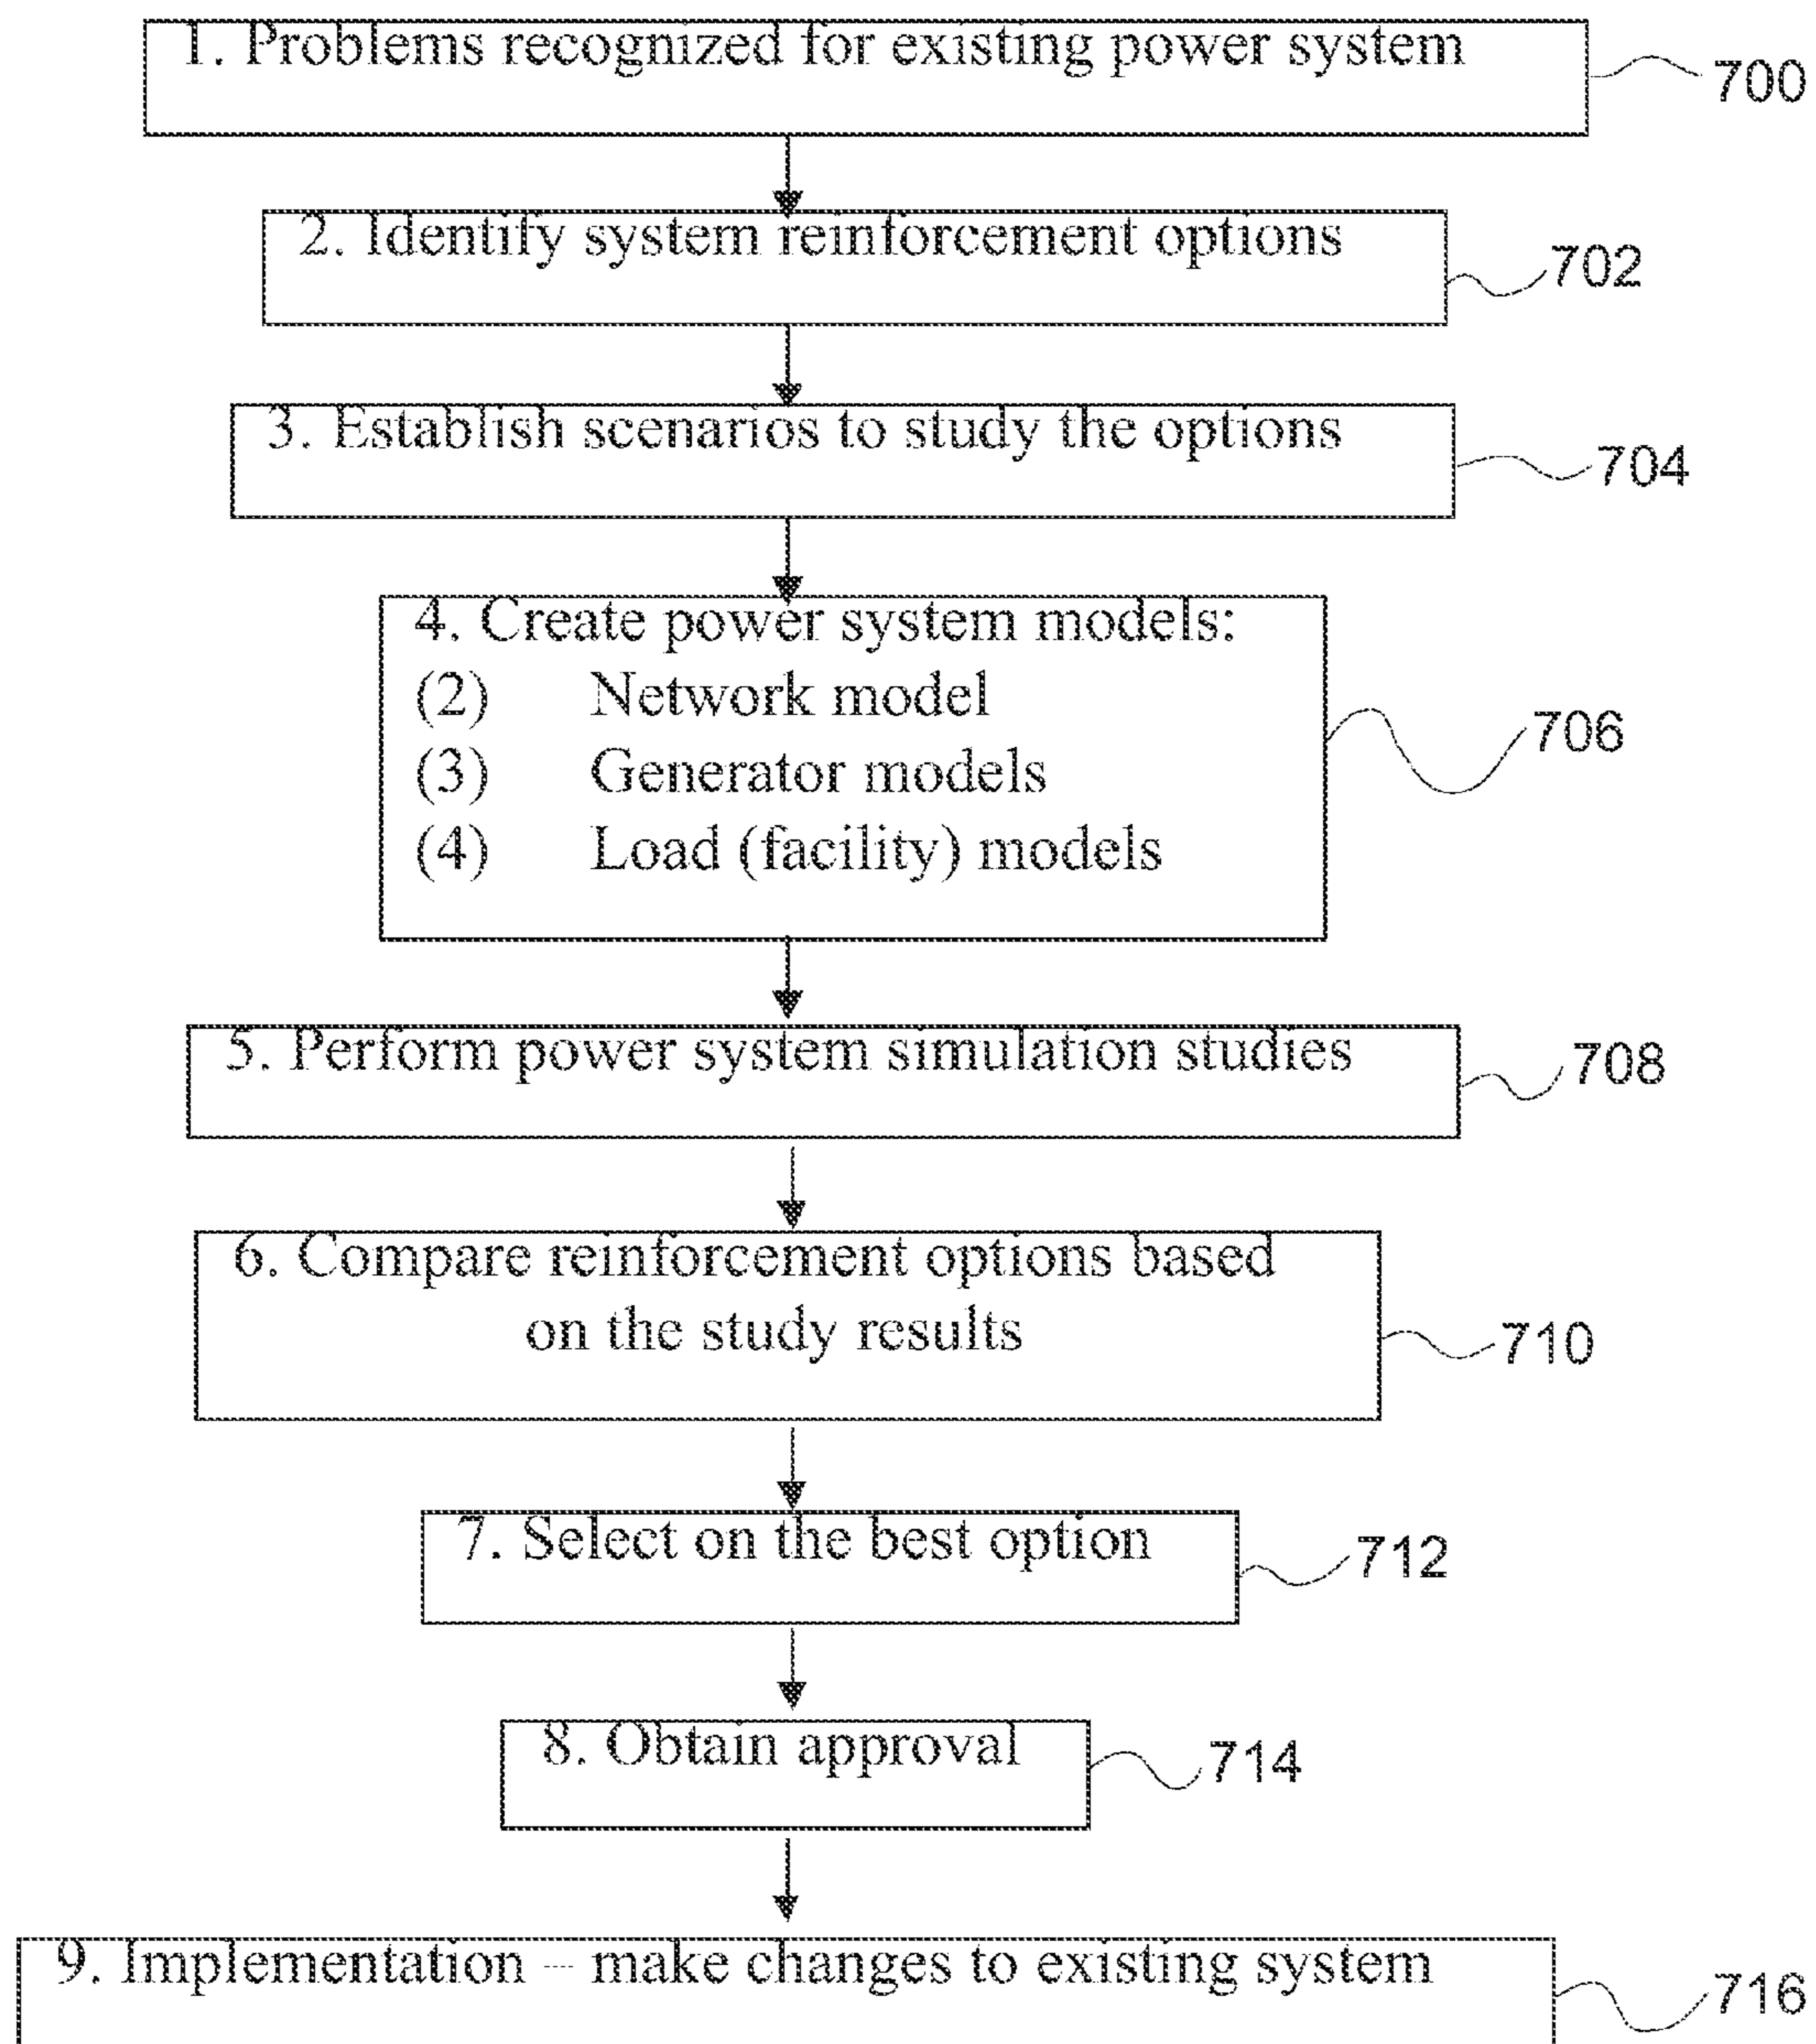 1. Problems recognized for existing power system
700
2. Identify system reinforcement options
702
3. Establish scenarios to study the options
704
4. Create power system models:
(2) Network model
(3) Generator models
(4) Load (facility) models
706
5. Perform power system simulation studies
708
6. Compare reinforcement options based
on the study results
710
7. Select on the best option
712
8. Obtain approval
714
9. Implementation – make changes to existing system
716